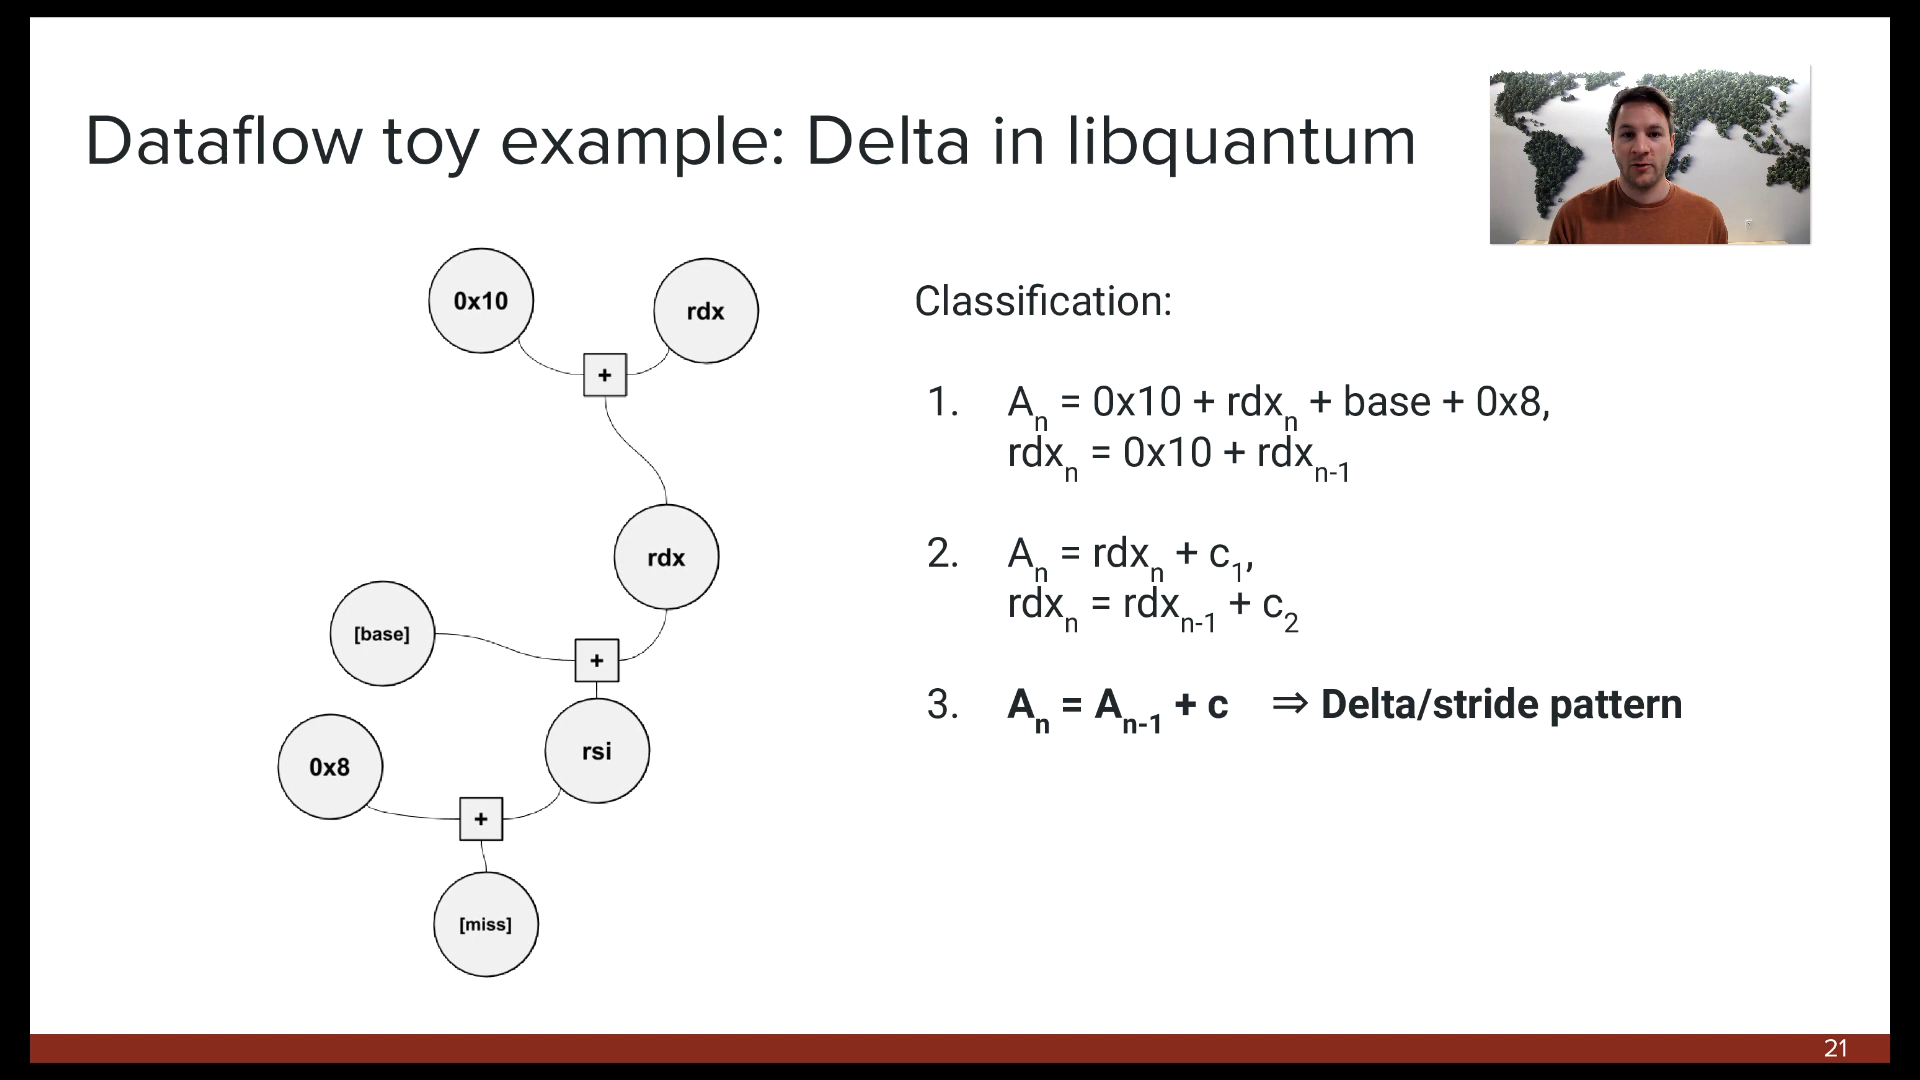 Dataflow toy example: Delta in libquantum
0x10
rdx
+
rdx
[base]
+
rsi
0x8
+
[miss]
Classification:
1. Aₙ = 0x10 + rdxₙ + base + 0x8,
rdxₙ = 0x10 + rdxₙ₋₁
2. Aₙ = rdxₙ + c₁,
rdxₙ = rdxₙ₋₁ + c₂
3. Aₙ = Aₙ₋₁ + c ⇒ Delta/stride pattern
21